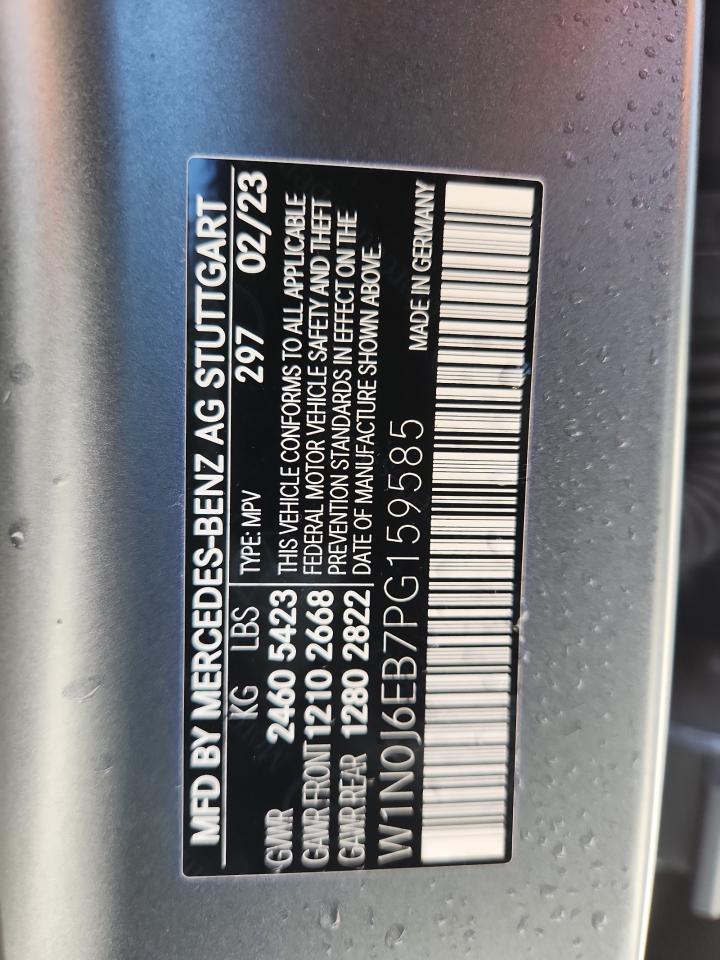 MFD BY MERCEDES-BENZ AG STUTTGART
KG LBS
GVWR 2460 5423
GAWR FRONT 1210 2668
GAWR REAR 1280 2822
TYPE: MPV 297 02/23
THIS VEHICLE CONFORMS TO ALL APPLICABLE
FEDERAL MOTOR VEHICLE SAFETY AND THEFT
PREVENTION STANDARDS IN EFFECT ON THE
DATE OF MANUFACTURE SHOWN ABOVE.
W1N0J6EB7PG159585
MADE IN GERMANY